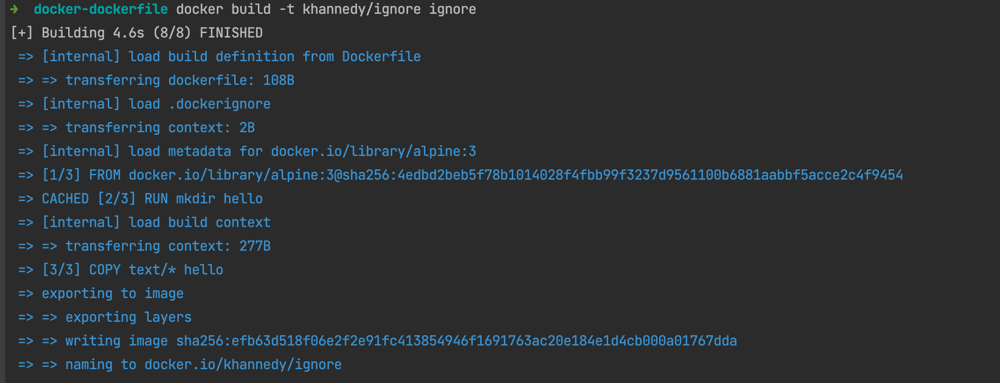 ➜  docker-dockerfile docker build -t khannedy/ignore ignore
[+] Building 4.6s (8/8) FINISHED
 => [internal] load build definition from Dockerfile
 => => transferring dockerfile: 108B
 => [internal] load .dockerignore
 => => transferring context: 2B
 => [internal] load metadata for docker.io/library/alpine:3
 => [1/3] FROM docker.io/library/alpine:3@sha256:4edbd2beb5f78b1014028f4fbb99f3237d9561100b6881aabbf5acce2c4f9454
 => CACHED [2/3] RUN mkdir hello
 => [internal] load build context
 => => transferring context: 277B
 => [3/3] COPY text/* hello
 => exporting to image
 => => exporting layers
 => => writing image sha256:efb63d518f06e2f2e91fc413854946f1691763ac20e184e1d4cb000a01767dda
 => => naming to docker.io/khannedy/ignore